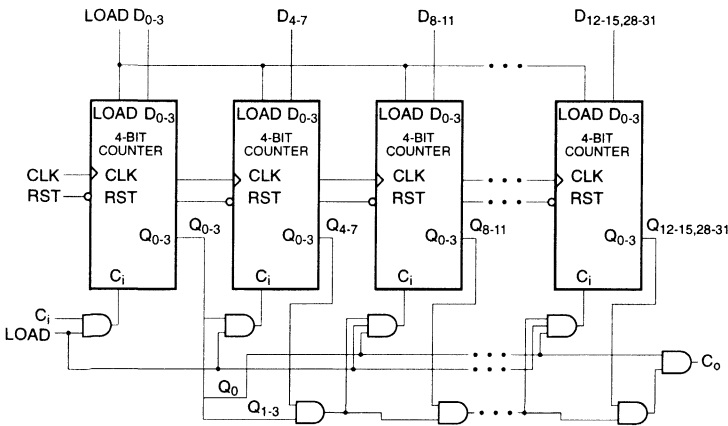 LOAD D0-3 D4-7 D8-11 D12-15,28-31
LOAD D0-3 LOAD D0-3 LOAD D0-3 LOAD D0-3
4-BIT COUNTER 4-BIT COUNTER 4-BIT COUNTER 4-BIT COUNTER
CLK CLK CLK CLK CLK
RST RST RST RST RST
Q0-3 Q4-7 Q8-11 Q12-15,28-31
Q0-3 Q0-3 Q0-3 Q0-3
Ci Ci Ci Ci
Ci
LOAD
Co
Q0
Q1-3